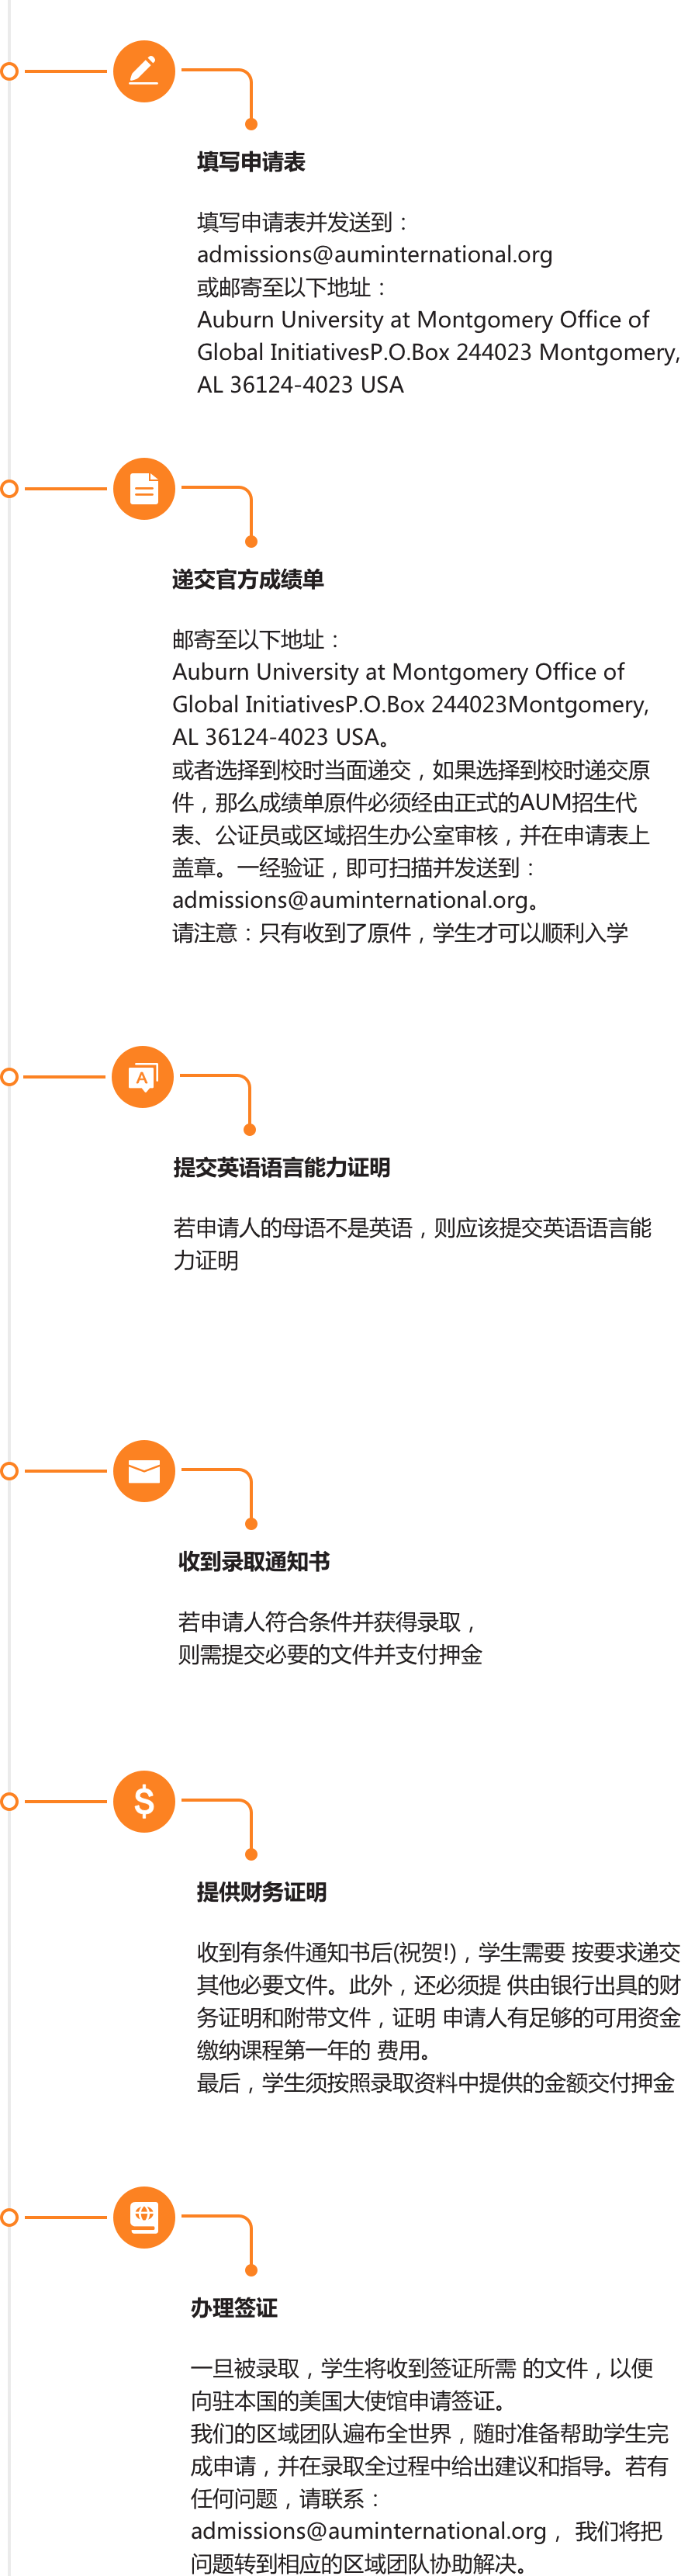 填写申请表
填写申请表并发送到：
admissions@auminternational.org
或邮寄至以下地址：
Auburn University at Montgomery Office of
Global InitiativesP.O.Box 244023 Montgomery,
AL 36124-4023 USA
递交官方成绩单
邮寄至以下地址：
Auburn University at Montgomery Office of
Global InitiativesP.O.Box 244023Montgomery,
AL 36124-4023 USA。
或者选择到校时当面递交，如果选择到校时递交原
件，那么成绩单原件必须经由正式的AUM招生代
表、公证员或区域招生办公室审核，并在申请表上
盖章。一经验证，即可扫描并发送到：
admissions@auminternational.org。
请注意：只有收到了原件，学生才可以顺利入学
A
提交英语语言能力证明
若申请人的母语不是英语，则应该提交英语语言能
力证明
收到录取通知书
若申请人符合条件并获得录取，
则需提交必要的文件并支付押金
$
提供财务证明
收到有条件通知书后(祝贺!)，学生需要 按要求递交
其他必要文件。此外，还必须提 供由银行出具的财
务证明和附带文件，证明 申请人有足够的可用资金
缴纳课程第一年的 费用。
最后，学生须按照录取资料中提供的金额交付押金
办理签证
一旦被录取，学生将收到签证所需 的文件，以便
向驻本国的美国大使馆申请签证。
我们的区域团队遍布全世界，随时准备帮助学生完
成申请，并在录取全过程中给出建议和指导。若有
任何问题，请联系：
admissions@auminternational.org， 我们将把
问题转到相应的区域团队协助解决。